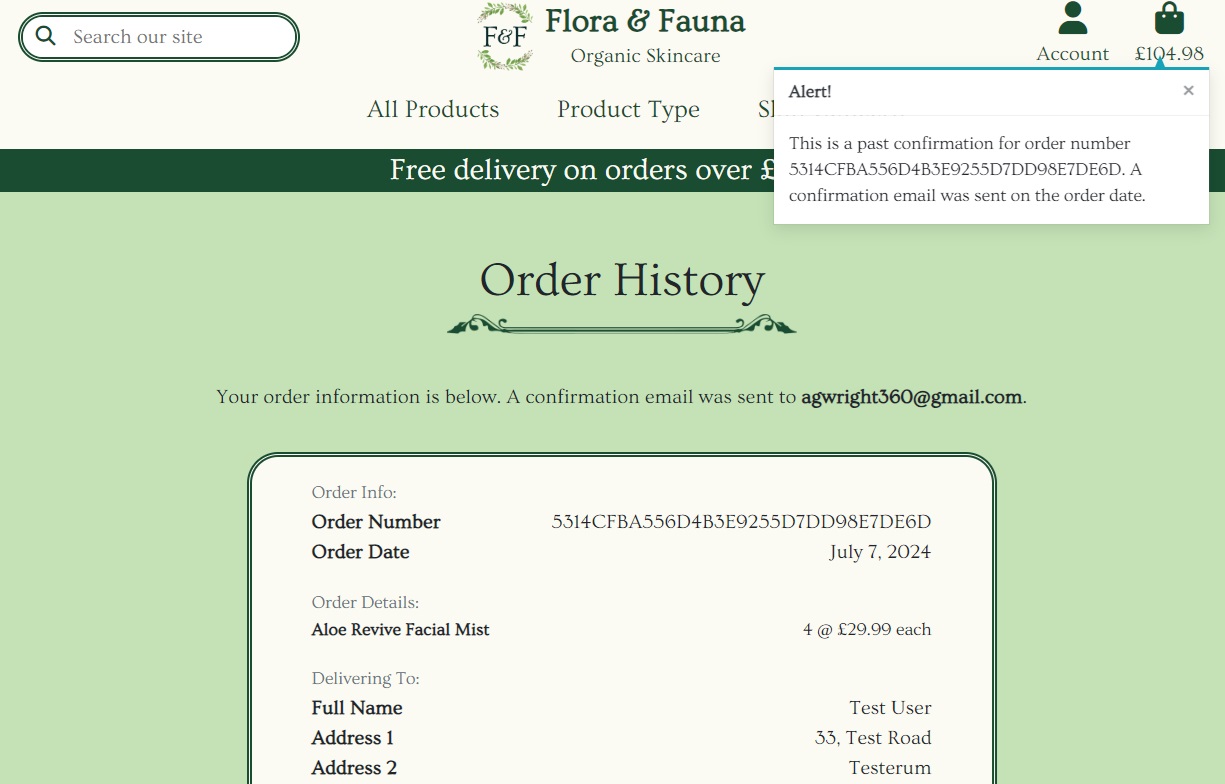 Search our site
F&F
Flora & Fauna
Organic Skincare
Account
£104.98
All Products
Product Type
Alert!
×
This is a past confirmation for order number
5314CFBA556D4B3E9255D7DD98E7DE6D. A
confirmation email was sent on the order date.
Free delivery on orders over £
Order History
Your order information is below. A confirmation email was sent to agwright360@gmail.com.
Order Info:
Order Number 5314CFBA556D4B3E9255D7DD98E7DE6D
Order Date July 7, 2024
Order Details:
Aloe Revive Facial Mist 4 @ £29.99 each
Delivering To:
Full Name Test User
Address 1 33, Test Road
Address 2 Testerum